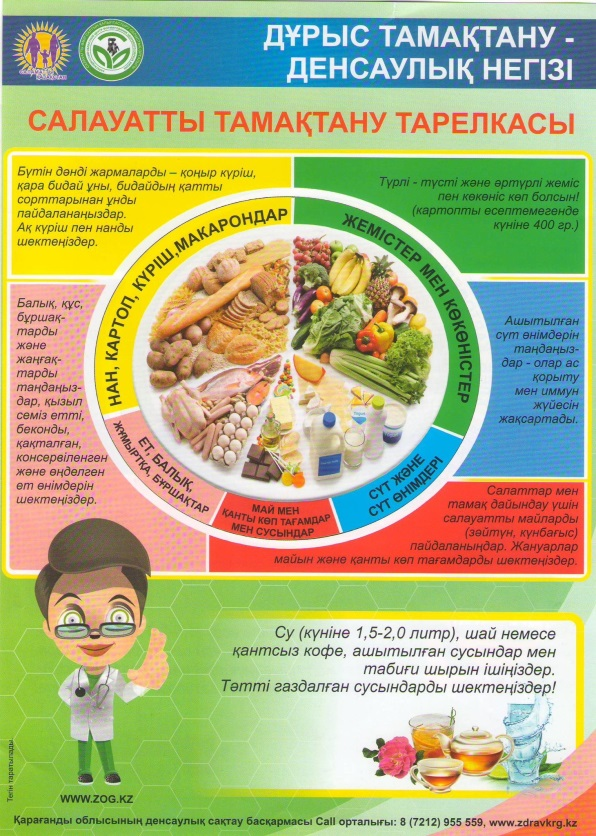 ДҰРЫС ТАМАҚТАНУ -
ДЕНСАУЛЫҚ НЕГІЗІ
САЛАУАТТЫ ТАМАҚТАНУ ТАРЕЛКАСЫ
Бүтін дәнді жармаларды – қоңыр күріш,
қара бидай ұны, бидайдың қатты
сорттарынан ұнды
пайдаланаңыздар.
Ақ күріш пен нанды
шектеңіздер.
Түрлі - түсті және әртүрлі жеміс
пен көкөніс көп болсын!
(картопты есептемегенде
күніне 400 гр.)
НАН, КАРТОП, КҮРІШ,МАКАРОНДАР
ЖЕМІСТЕР МЕН КӨКӨНІСТЕР
Балық, құс,
бұршақ-
тарды
және
жаңғақ-
тарды
таңдаңыз-
дар, қызыл
семіз етті,
беконды,
қақталған,
консервіленген
және өңделген
ет өнімдерін
шектеңіздер.
Ашытылған
сүт өнімдерін
таңдаңыз-
дар - олар ас
қорыту
мен иммун
жүйесін
жақсартады.
ЕТ, БАЛЫҚ,
ЖҰМЫРТҚА, БҰРШАҚТАР
МАЙ МЕН
ҚАНТЫ КӨП ТАҒАМДАР
МЕН СУСЫНДАР
СҮТ ЖӘНЕ
СҮТ ӨНІМДЕРІ
Салаттар мен
тамақ дайындау үшін
салауатты майларды
(зәйтүн, күнбағыс)
пайдаланыңдар. Жануарлар
майын және қанты көп тағамдарды шектеңіздер.
Су (күніне 1,5-2,0 литр), шай немесе
қантсыз кофе, ашытылған сусындар мен
табиғи шырын ішіңіздер.
Тәтті газдалған сусындарды шектеңіздер!
Тегін таратылады
WWW.ZOG.KZ
Қарағанды облысының денсаулық сақтау басқармасы Call орталығы: 8 (7212) 955 559, www.zdravkrg.kz